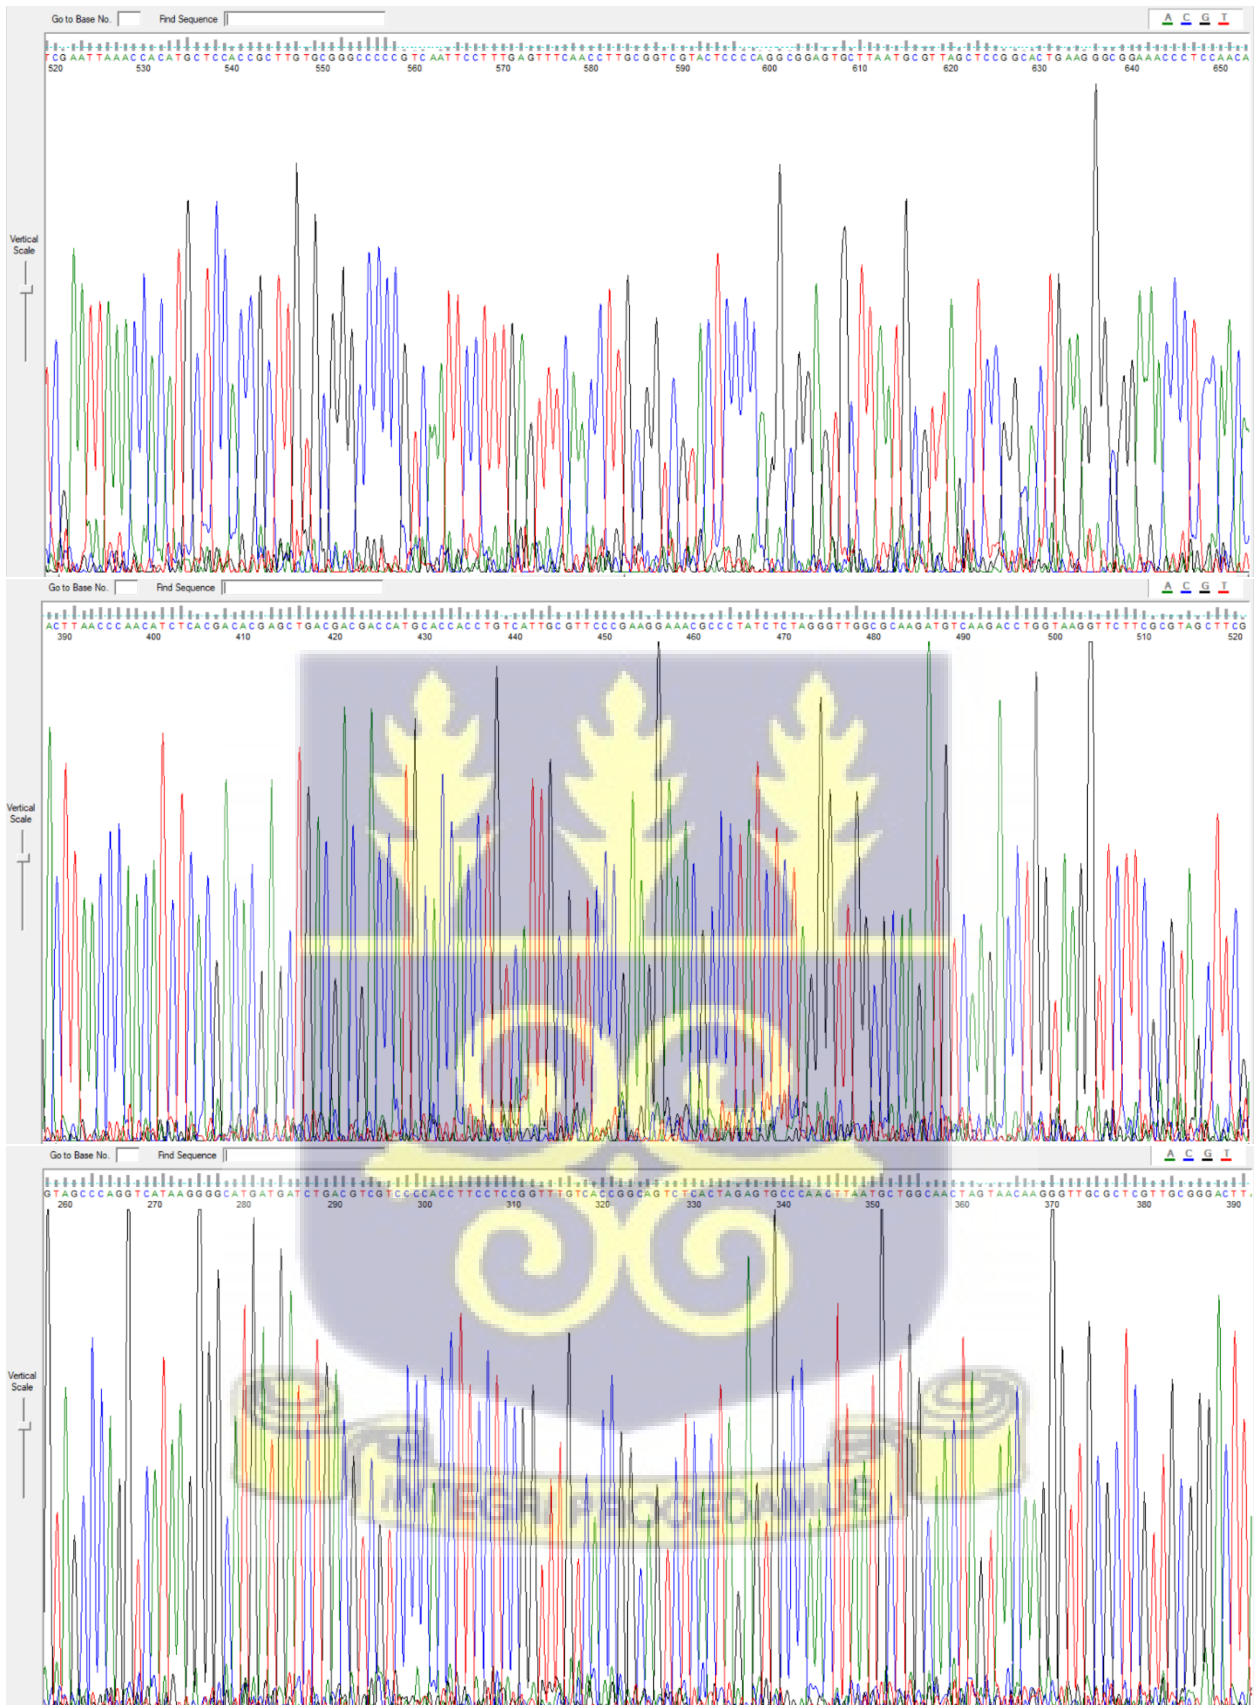 Go to Base No. Find Sequence A C G T
TCGAATTAAACCACATGCTCCACCGCTTGTGCGGGCCCCCGTCAATTCCTTTGAGTTTCAACCTTGCGGTCGTACTCCCCAGGCGGAGTGCTTAATGCGTTAGCTCCGGCACTGAAGGGCGGAAACCCTCCAACA
520 530 540 550 560 570 580 590 600 610 620 630 640 650
Vertical
Scale
Go to Base No. Find Sequence A C G T
ACTTAACCCAACATCTCACGACACGAGCTGACGACGACCATGCACCACCTGTCATTGCGTTCCCGAAGGAAACGCCCTATCTCTAGGGTTGGCGCAAGATGTCAAGACCTGGTAAGGTTCTTCGCGTAGCTTCG
390 400 410 420 430 440 450 460 470 480 490 500 510 520
Vertical
Scale
Go to Base No. Find Sequence A C G T
GTAGCCCAGGTCATAAGGGGCATGATGATCTGACGTCGTCCCCACCTTCCTCCGGTTTGTCACCGGCAGTCTCACTAGAGTGCCCAACTTAATGCTGGCAACTAGTAACAAGGGTTGCGCTCGTTGCGGGACTT
260 270 280 290 300 310 320 330 340 350 360 370 380 390
Vertical
Scale
INTEGRI PROCEDAMUS